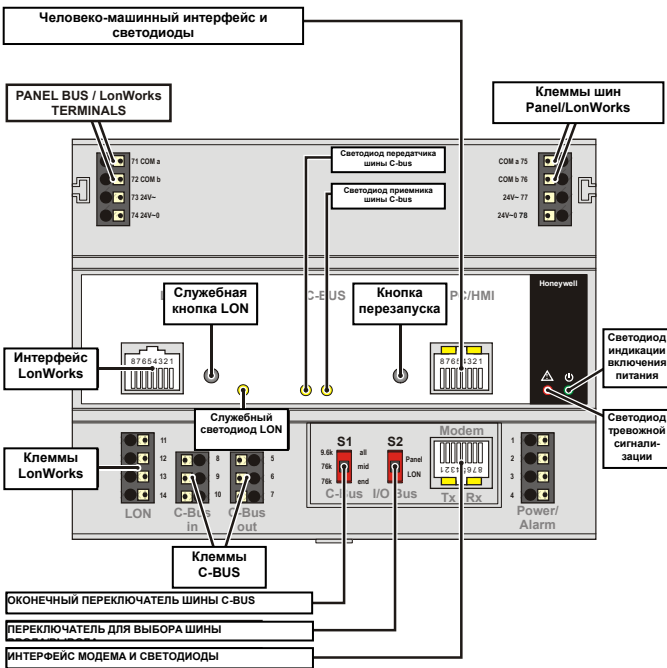 Человеко-машинный интерфейс и
светодиоды
PANEL BUS / LonWorks
TERMINALS
Клеммы шин
Panel/LonWorks
71 COM a
72 COM b
73 24V~
74 24V~0
Светодиод передатчика
шины C-bus
Светодиод приемника
шины C-bus
COM a 75
COM b 76
24V~ 77
24V~0 78
Служебная
кнопка LON
C-BUS
Кнопка
перезапуска
PC/HMI
Honeywell
Интерфейс
LonWorks
87654321
87654321
Светодиод
индикации
включения
питания
Служебный
светодиод LON
Светодиод
тревожной
сигнали-
зации
Клеммы
LonWorks
11
12
13
14
LON
8
9
10
C-Bus
in
5
6
7
C-Bus
out
S1
9.6k all
76k mid
76k end
C-Bus
S2
Panel
LON
I/O Bus
Modem
87654321
Tx Rx
1
2
3
4
Power/
Alarm
Клеммы
C-BUS
ОКОНЕЧНЫЙ ПЕРЕКЛЮЧАТЕЛЬ ШИНЫ C-BUS
ПЕРЕКЛЮЧАТЕЛЬ ДЛЯ ВЫБОРА ШИНЫ
ИНТЕРФЕЙС МОДЕМА И СВЕТОДИОДЫ